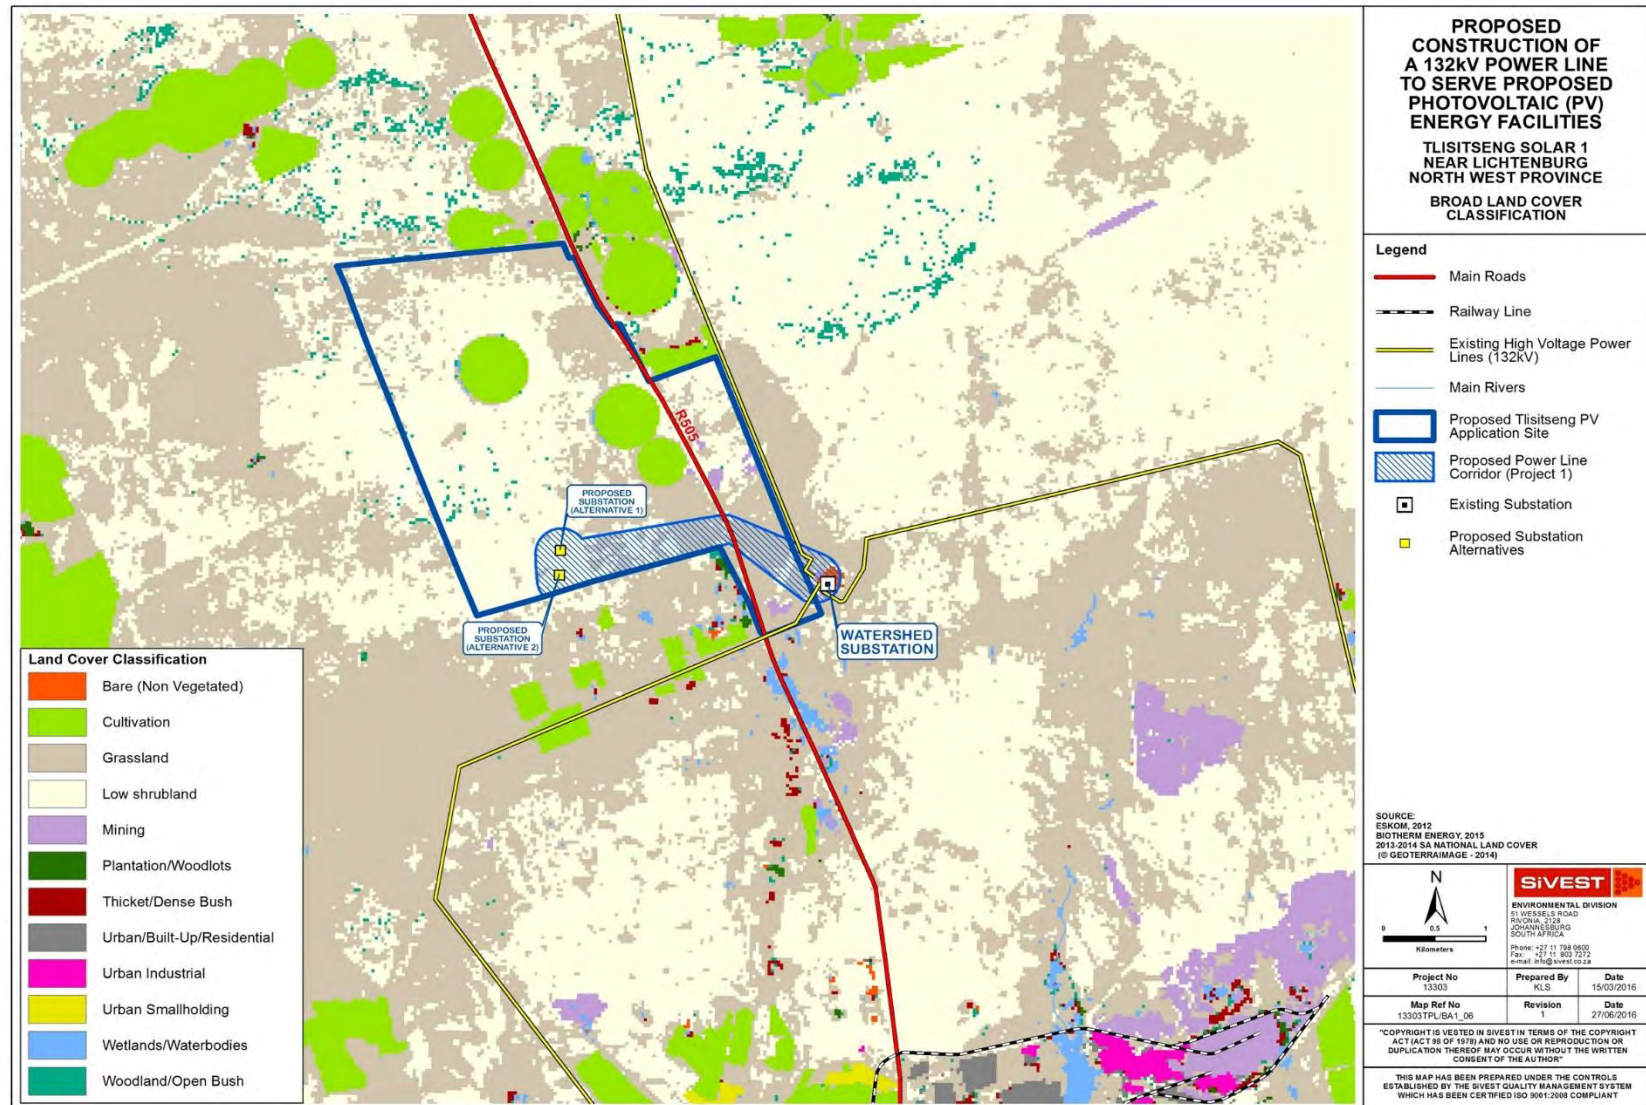 PROPOSED
CONSTRUCTION OF
A 132kV POWER LINE
TO SERVE PROPOSED
PHOTOVOLTAIC (PV)
ENERGY FACILITIES
TLISITSENG SOLAR 1
NEAR LICHTENBURG
NORTH WEST PROVINCE
BROAD LAND COVER
CLASSIFICATION
Legend
Main Roads
Railway Line
Existing High Voltage Power
Lines (132kV)
Main Rivers
Proposed Tlisitseng PV
Application Site
Proposed Power Line
Corridor (Project 1)
Existing Substation
Proposed Substation
Alternatives
R505
PROPOSED
SUBSTATION
(ALTERNATIVE 1)
PROPOSED
SUBSTATION
(ALTERNATIVE 2)
WATERSHED
SUBSTATION
Land Cover Classification
Bare (Non Vegetated)
Cultivation
Grassland
Low shrubland
Mining
Plantation/Woodlots
Thicket/Dense Bush
Urban/Built-Up/Residential
Urban Industrial
Urban Smallholding
Wetlands/Waterbodies
Woodland/Open Bush
SOURCE:
ESKOM, 2012
BIOTHERM ENERGY, 2015
2013-2014 SA NATIONAL LAND COVER
(© GEOTERRAIMAGE - 2014)
N
0 0.5 1
Kilometers
SiVEST
ENVIRONMENTAL DIVISION
51 WESSELS ROAD
RIVONIA, 2128
JOHANNESBURG
SOUTH AFRICA
Phone: +27 11 798 0600
Fax: +27 11 803 7272
e-mail: info@sivest.co.za
Project No Prepared By Date
13303 KLS 15/03/2016
Map Ref No Revision Date
13303TPL/BA1_06 1 27/06/2016
"COPYRIGHT IS VESTED IN SIVEST IN TERMS OF THE COPYRIGHT
ACT (ACT 98 OF 1978) AND NO USE OR REPRODUCTION OR
DUPLICATION THEREOF MAY OCCUR WITHOUT THE WRITTEN
CONSENT OF THE AUTHOR"
THIS MAP HAS BEEN PREPARED UNDER THE CONTROLS
ESTABLISHED BY THE SIVEST QUALITY MANAGEMENT SYSTEM
WHICH HAS BEEN CERTIFIED ISO 9001:2008 COMPLIANT